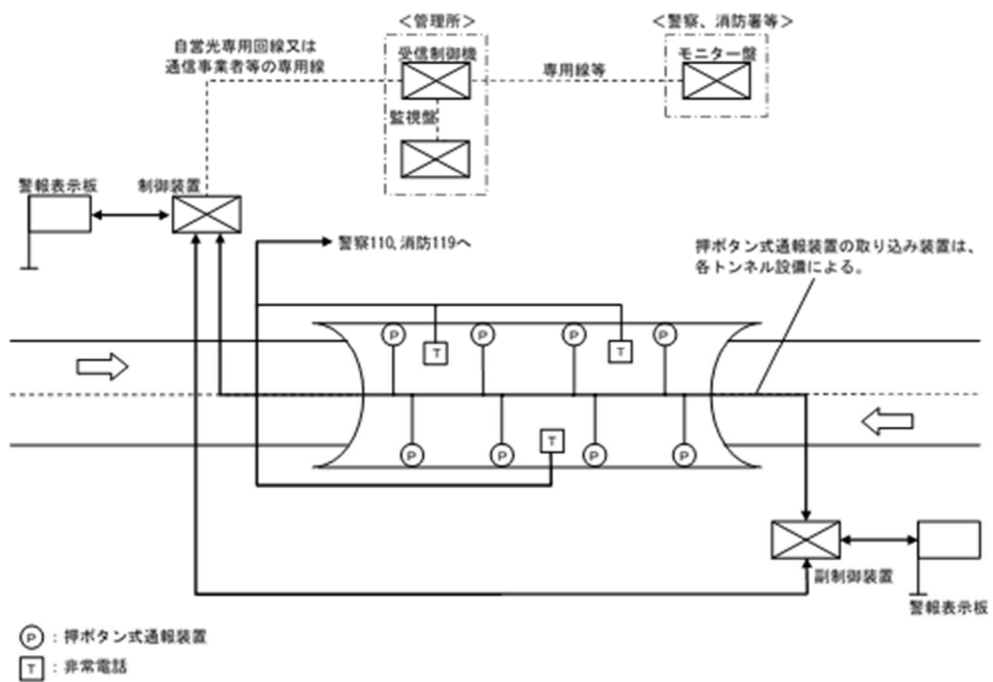 <管理所>
<警察、消防署等>
自営光専用回線又は
通信事業者等の専用線
受信制御機
専用線等
モニター盤
監視盤
警報表示板
制御装置
警察110,消防119へ
押ボタン式通報装置の取り込み装置は、
各トンネル設備による。
P
P
P
P
T
T
T
P
P
P
P
副制御装置
警報表示板
P:押ボタン式通報装置
T:非常電話